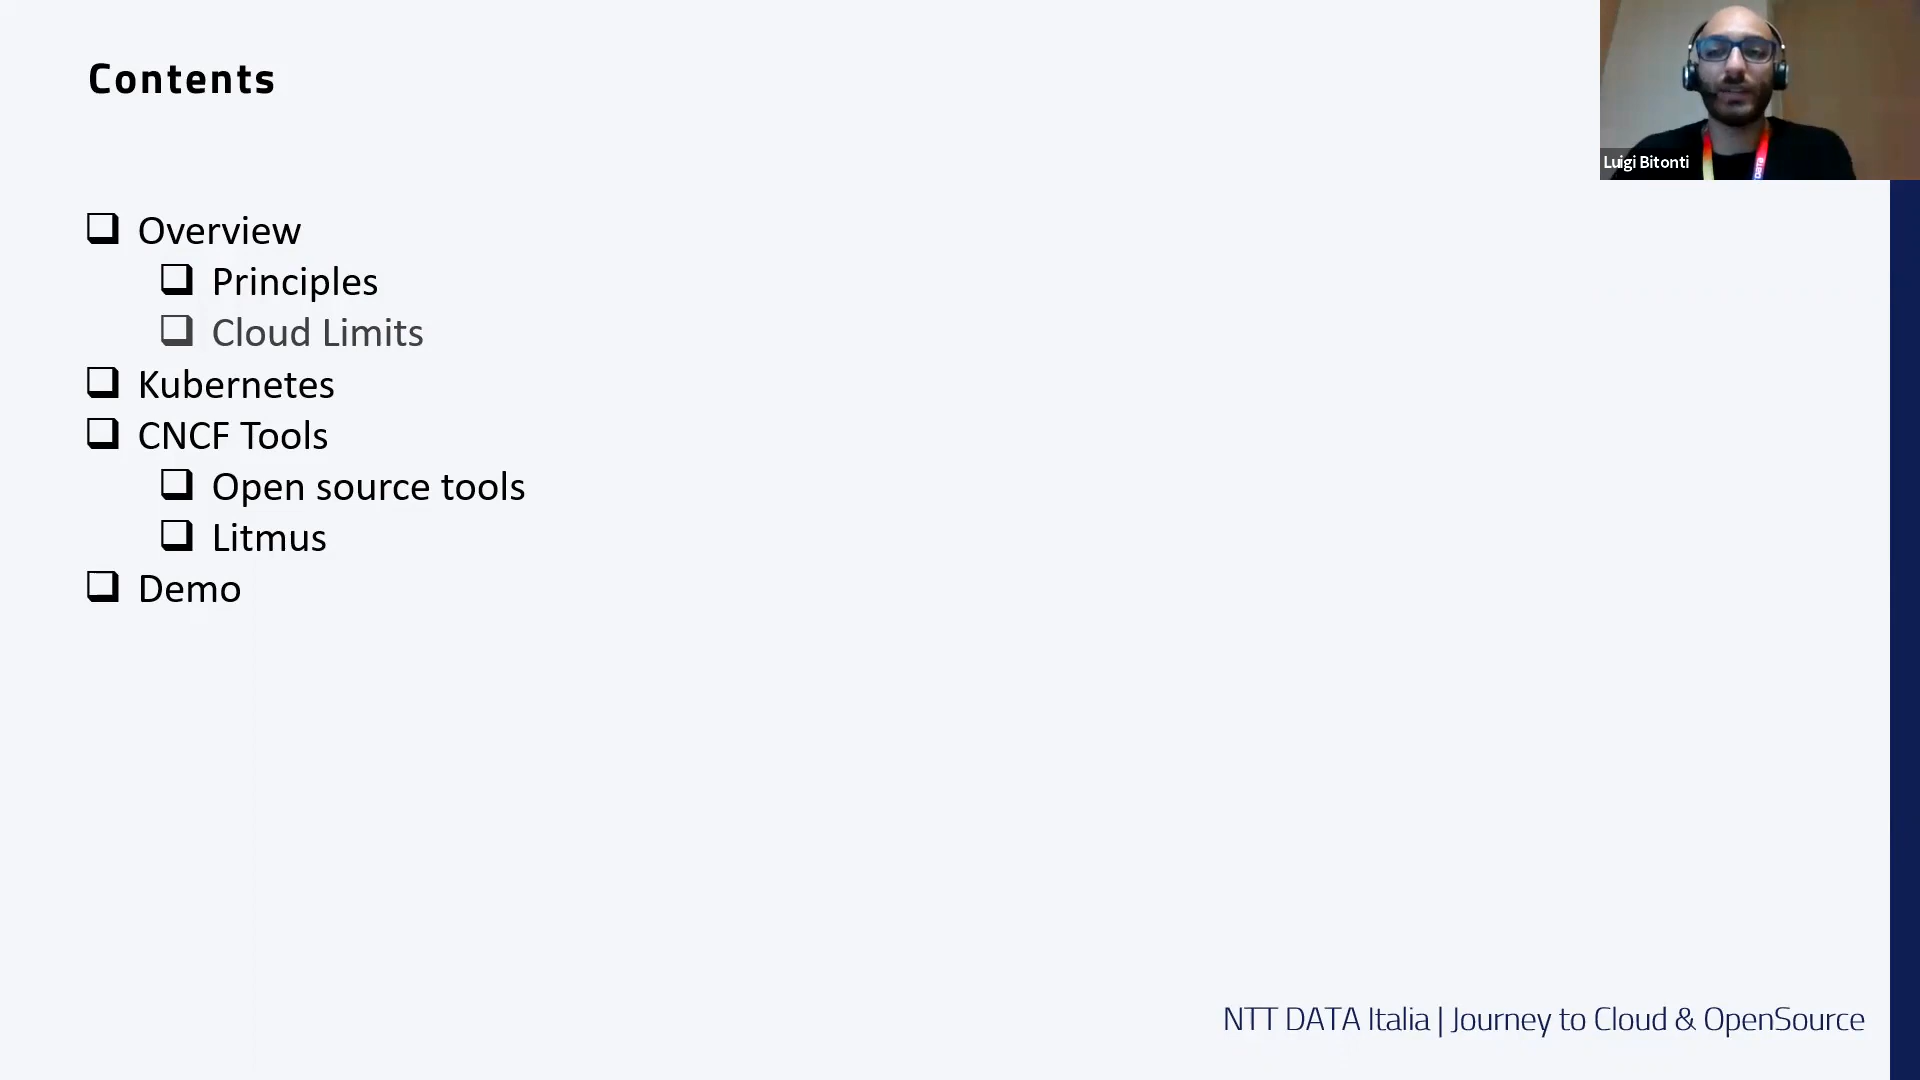 Contents
Luigi Bitonti
Overview
Principles
Cloud Limits
Kubernetes
CNCF Tools
Open source tools
Litmus
Demo
NTT DATA Italia | Journey to Cloud & OpenSource